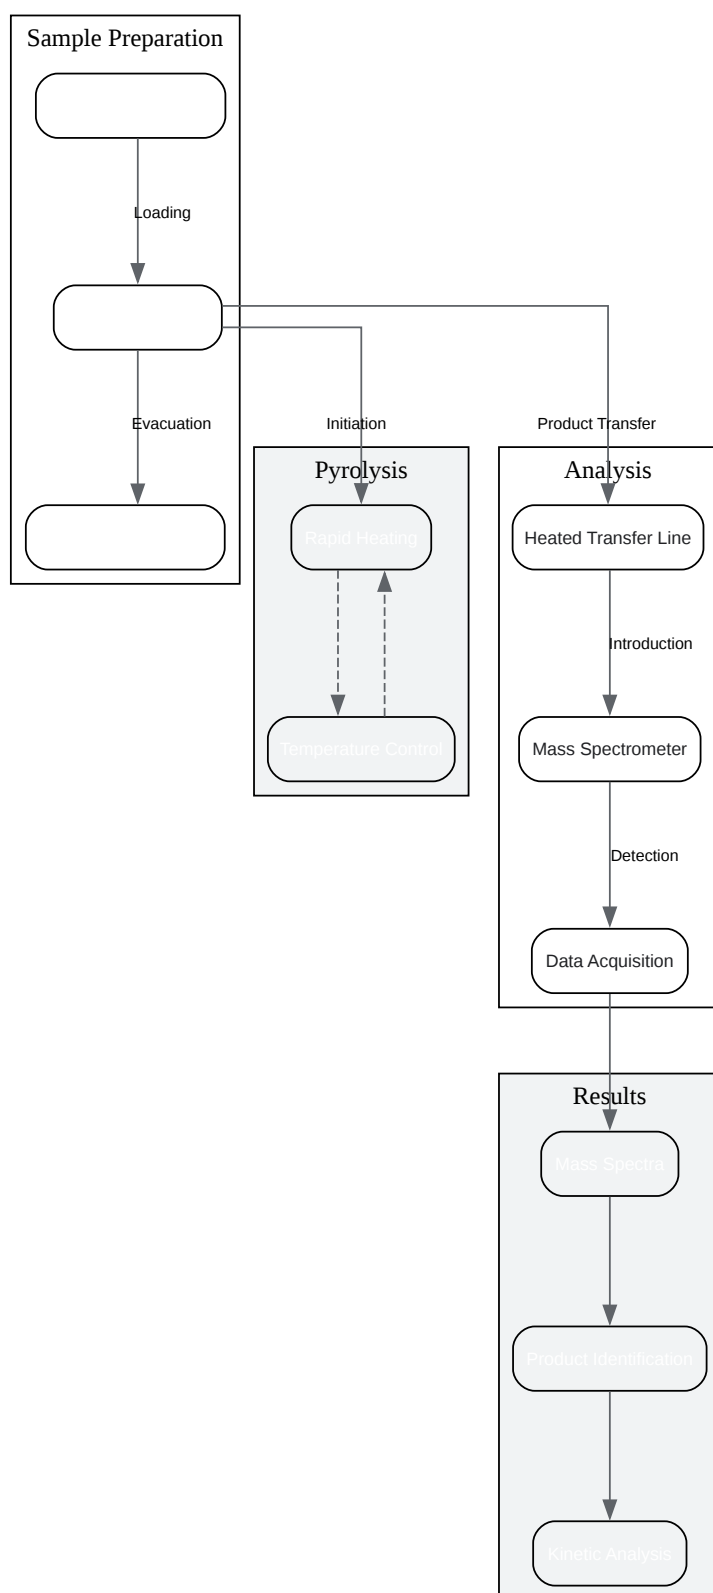 Sample Preparation
Loading
Evacuation
Initiation
Product Transfer
Pyrolysis
Rapid Heating
Temperature Control
Analysis
Heated Transfer Line
Introduction
Mass Spectrometer
Detection
Data Acquisition
Results
Mass Spectra
Product Identification
Kinetic Analysis